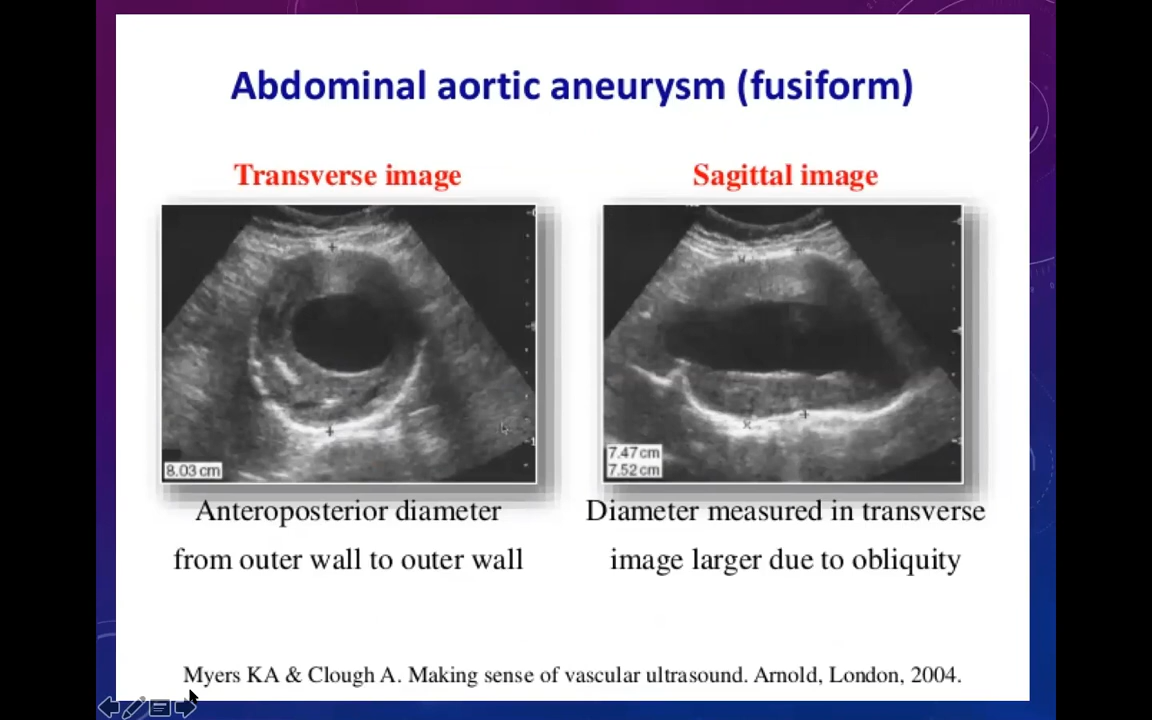 Abdominal aortic aneurysm (fusiform)
Transverse image
Sagittal image
8.03 cm
7.47 cm
7.52 cm
Anteroposterior diameter
from outer wall to outer wall
Diameter measured in transverse
image larger due to obliquity
Myers KA & Clough A. Making sense of vascular ultrasound. Arnold, London, 2004.